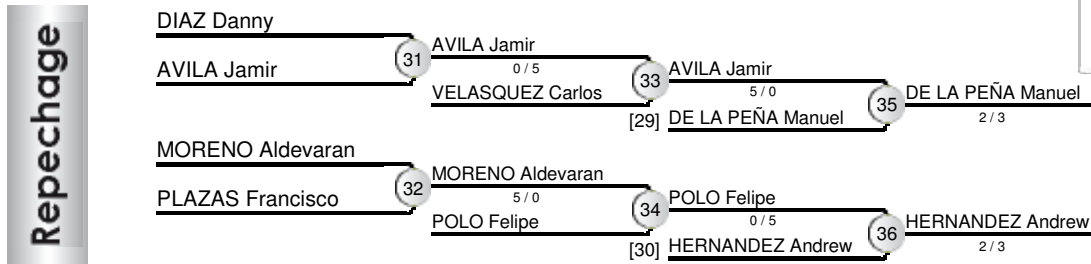 Repechage
DIAZ Danny
AVILA Jamir
31
AVILA Jamir
0 / 5
VELASQUEZ Carlos
33
AVILA Jamir
5 / 0
[29] DE LA PEÑA Manuel
35
DE LA PEÑA Manuel
2 / 3
MORENO Aldevaran
PLAZAS Francisco
32
MORENO Aldevaran
5 / 0
POLO Felipe
34
POLO Felipe
0 / 5
[30] HERNANDEZ Andrew
36
HERNANDEZ Andrew
2 / 3